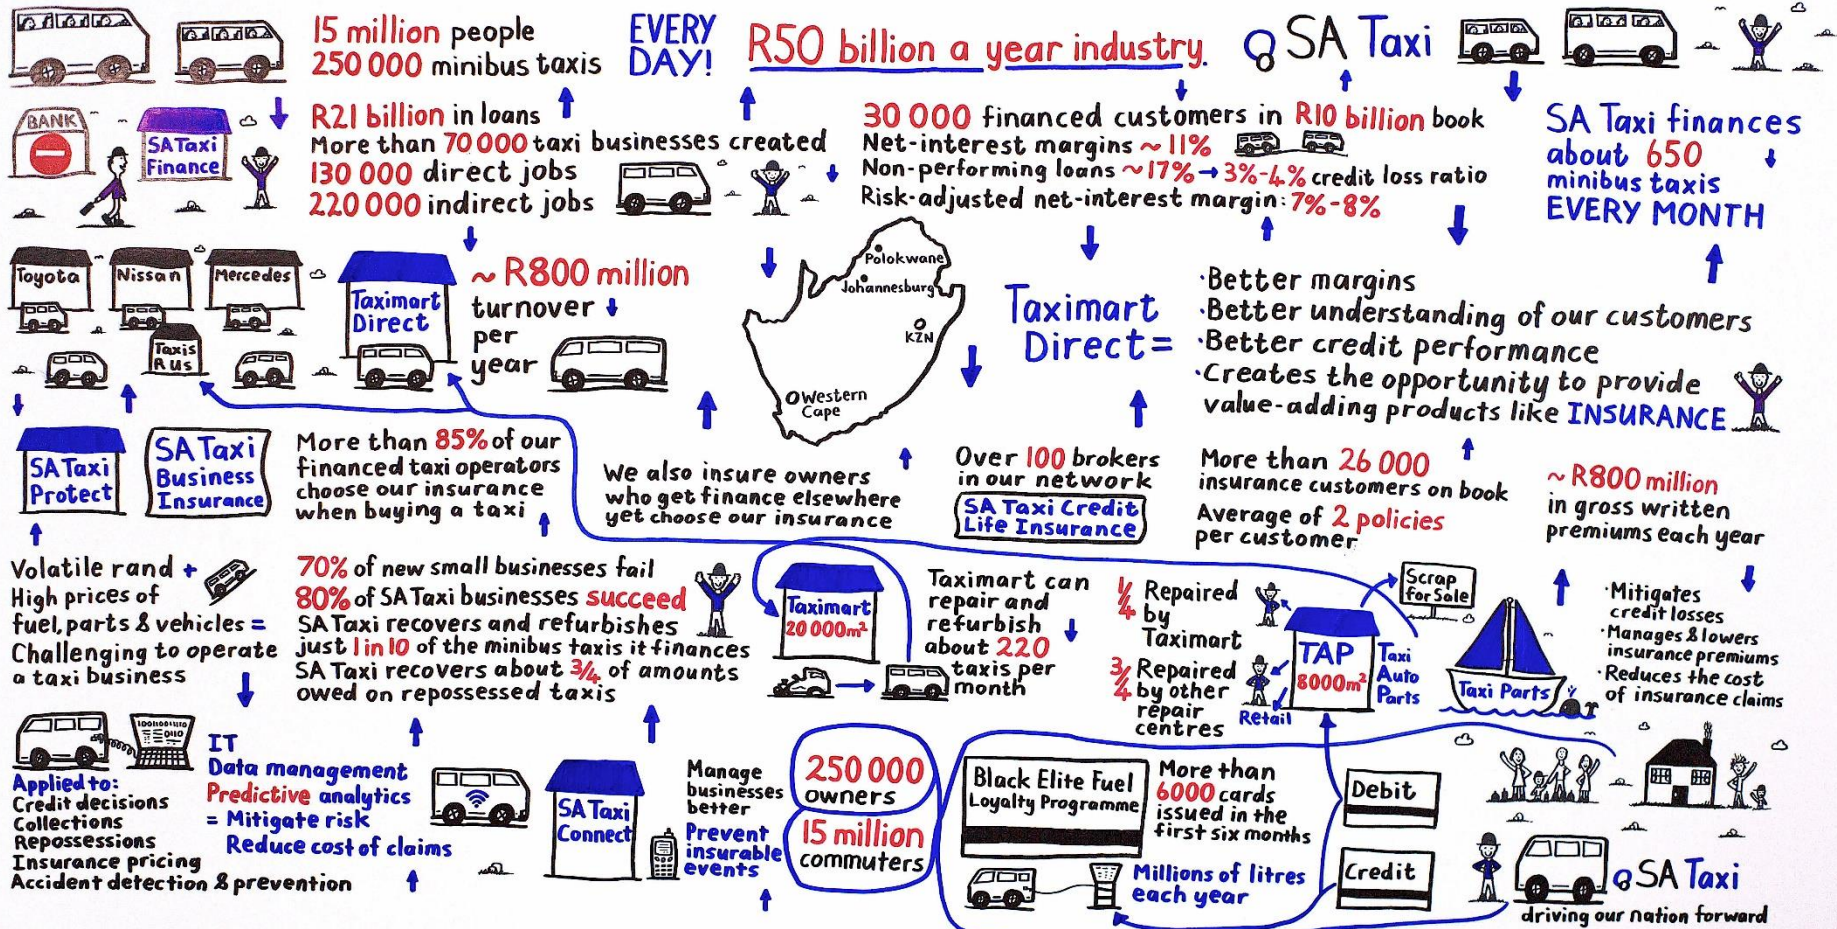 15 million people
250 000 minibus taxis
EVERY
DAY!
R50 billion a year industry.
SA Taxi
BANK
SA Taxi
Finance
R21 billion in loans
More than 70 000 taxi businesses created
130 000 direct jobs
220 000 indirect jobs
30 000 financed customers in R10 billion book
Net-interest margins ~ 11%
Non-performing loans ~17% → 3%-4% credit loss ratio
Risk-adjusted net-interest margin: 7%-8%
SA Taxi finances
about 650
minibus taxis
EVERY MONTH
Toyota
Nissan
Mercedes
Taxis
R us
Taximart
Direct
~ R800 million
turnover
per
year
Polokwane
Johannesburg
KZN
Western
Cape
Taximart
Direct =
·Better margins
·Better understanding of our customers
·Better credit performance
·Creates the opportunity to provide
value-adding products like INSURANCE
SA Taxi
Protect
SA Taxi
Business
Insurance
More than 85% of our
financed taxi operators
choose our insurance
when buying a taxi
We also insure owners
who get finance elsewhere
yet choose our insurance
Over 100 brokers
in our network
SA Taxi Credit
Life Insurance
More than 26 000
insurance customers on book
Average of 2 policies
per customer
~ R800 million
in gross written
premiums each year
Volatile rand +
High prices of
fuel, parts & vehicles =
Challenging to operate
a taxi business
70% of new small businesses fail
80% of SA Taxi businesses succeed
SA Taxi recovers and refurbishes
just 1 in 10 of the minibus taxis it finances
SA Taxi recovers about 3/4 of amounts
owed on repossessed taxis
Taximart
20 000m²
Taximart can
repair and
refurbish
about 220
taxis per
month
1/4 Repaired
by
Taximart
3/4 Repaired
by other
repair
centres
TAP
8000m²
Taxi
Auto
Parts
Retail
Scrap
for Sale
Taxi Parts
·Mitigates
credit losses
·Manages & lowers
insurance premiums
·Reduces the cost
of insurance claims
IT
Data management
Predictive analytics
= Mitigate risk
Reduce cost of claims
Applied to:
Credit decisions
Collections
Repossessions
Insurance pricing
Accident detection & prevention
SA Taxi
Connect
Manage
businesses
better
Prevent
insurable
events
250 000
owners
15 million
commuters
Black Elite Fuel
Loyalty Programme
More than
6000 cards
issued in the
first six months
Millions of litres
each year
Debit
Credit
SA Taxi
driving our nation forward